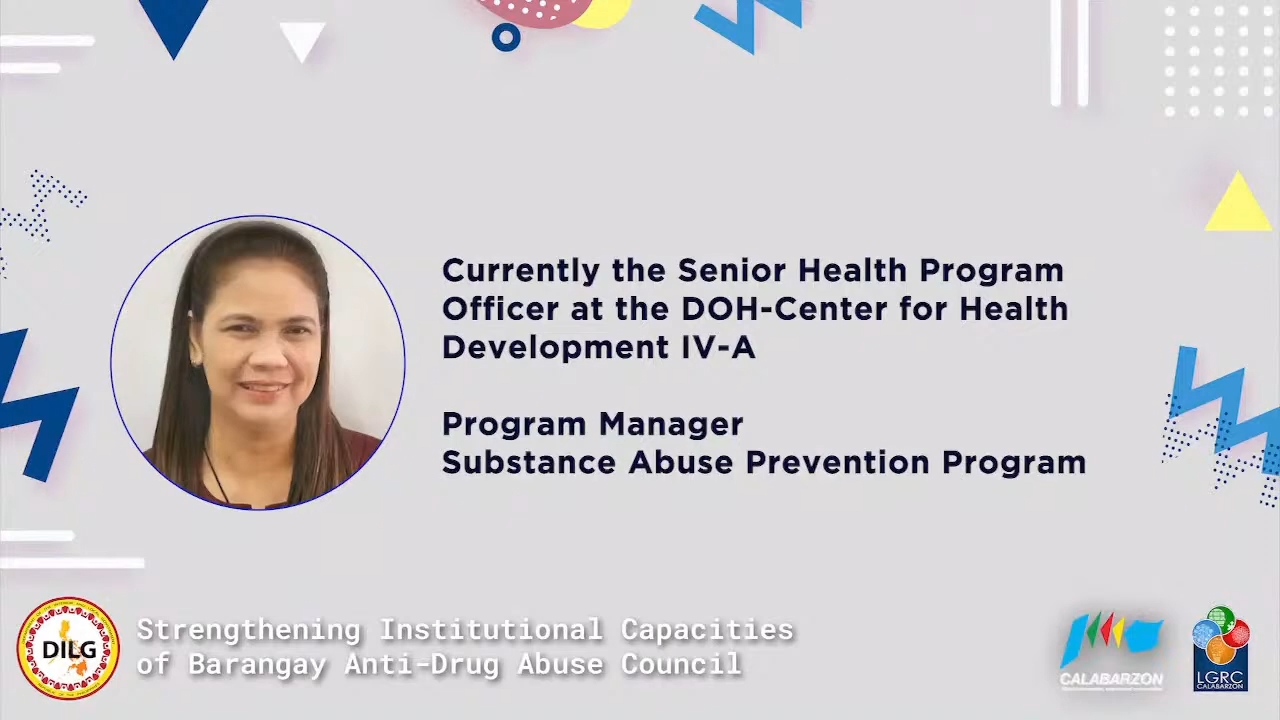 Currently the Senior Health Program
Officer at the DOH-Center for Health
Development IV-A
Program Manager
Substance Abuse Prevention Program
DILG
Strengthening Institutional Capacities
of Barangay Anti-Drug Abuse Council
CALABARZON
LGRC
CALABARZON